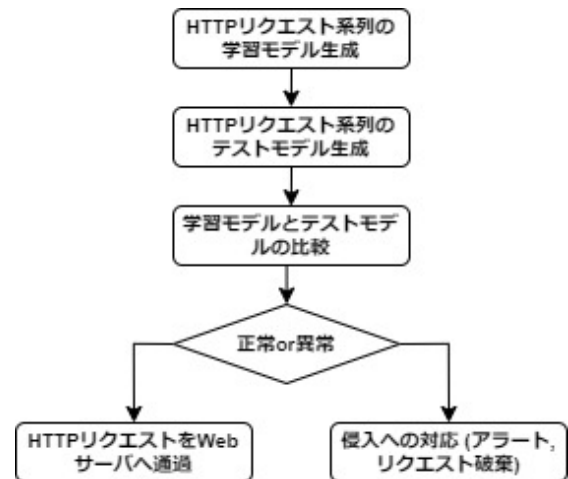 HTTPリクエスト系列の
学習モデル生成
HTTPリクエスト系列の
テストモデル生成
学習モデルとテストモデ
ルの比較
正常or異常
HTTPリクエストをWeb
サーバへ通過
侵入への対応 (アラート,
リクエスト破棄)